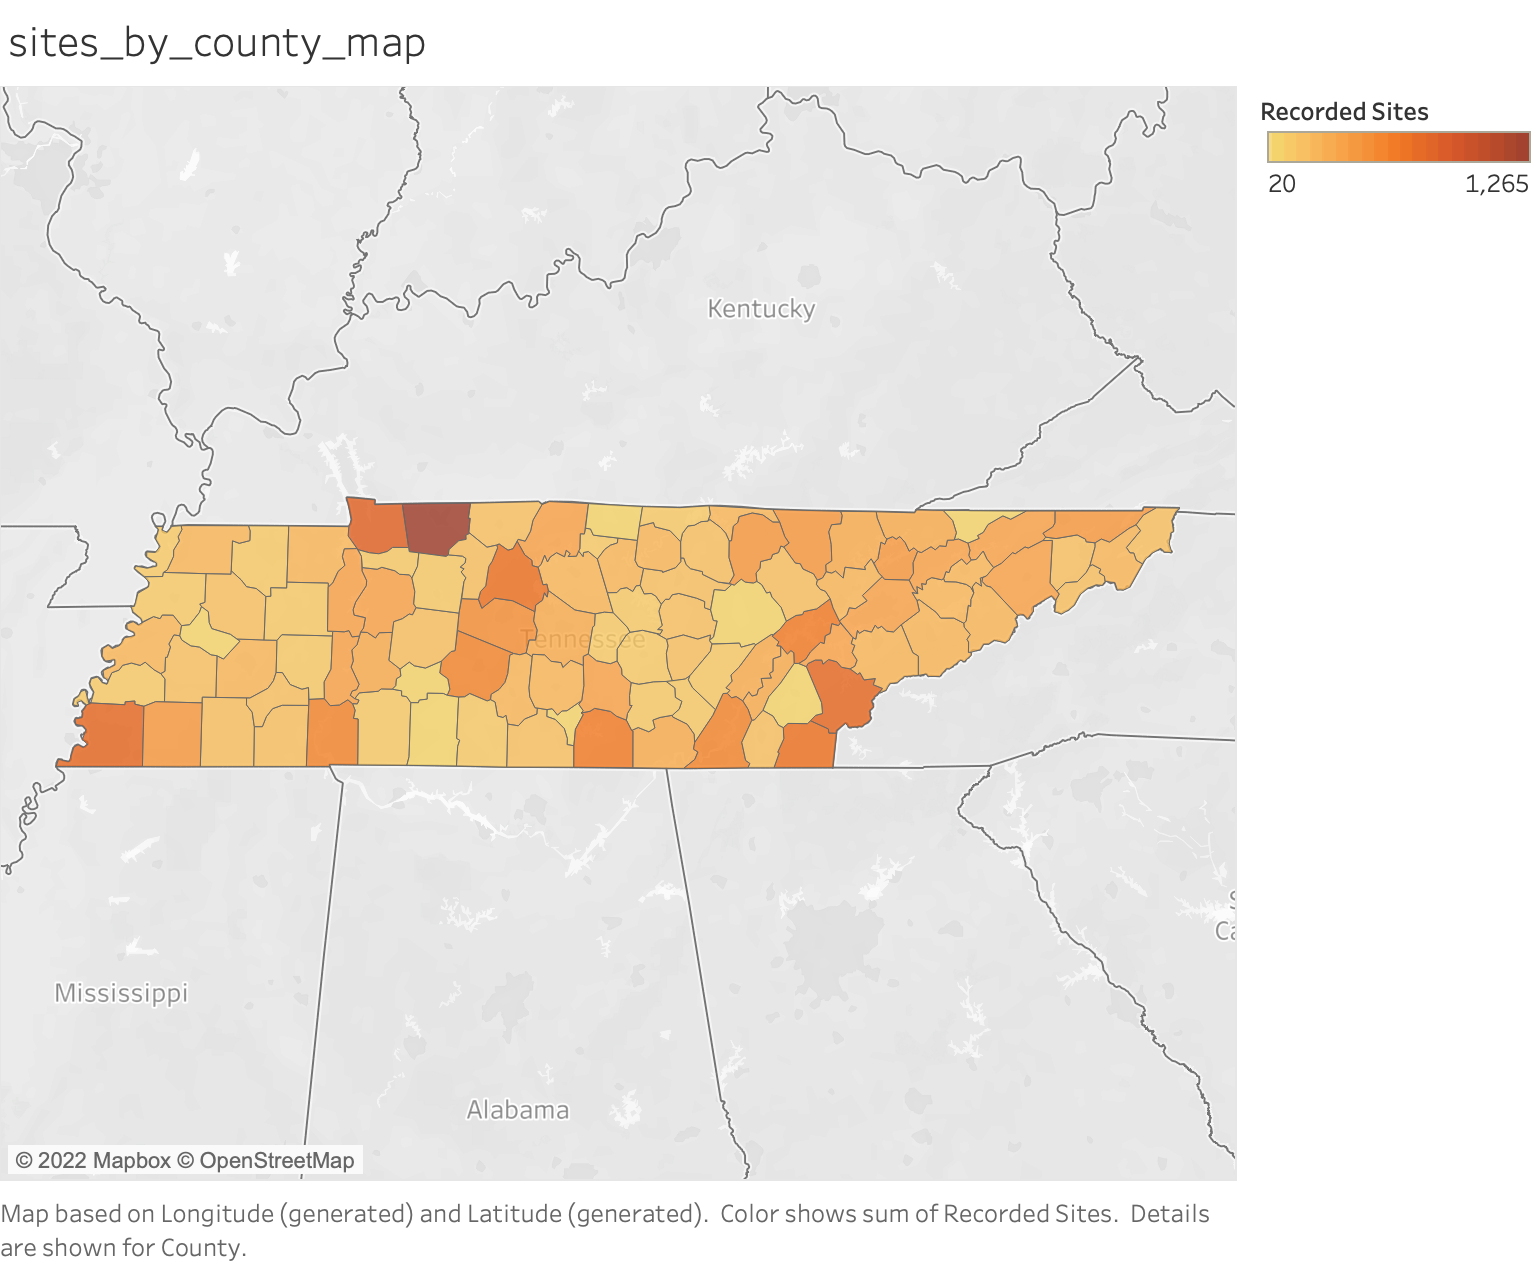 sites_by_county_map
Recorded Sites
20
1,265
Kentucky
Tennessee
Mississippi
Alabama
© 2022 Mapbox © OpenStreetMap
Map based on Longitude (generated) and Latitude (generated).  Color shows sum of Recorded Sites.  Details
are shown for County.